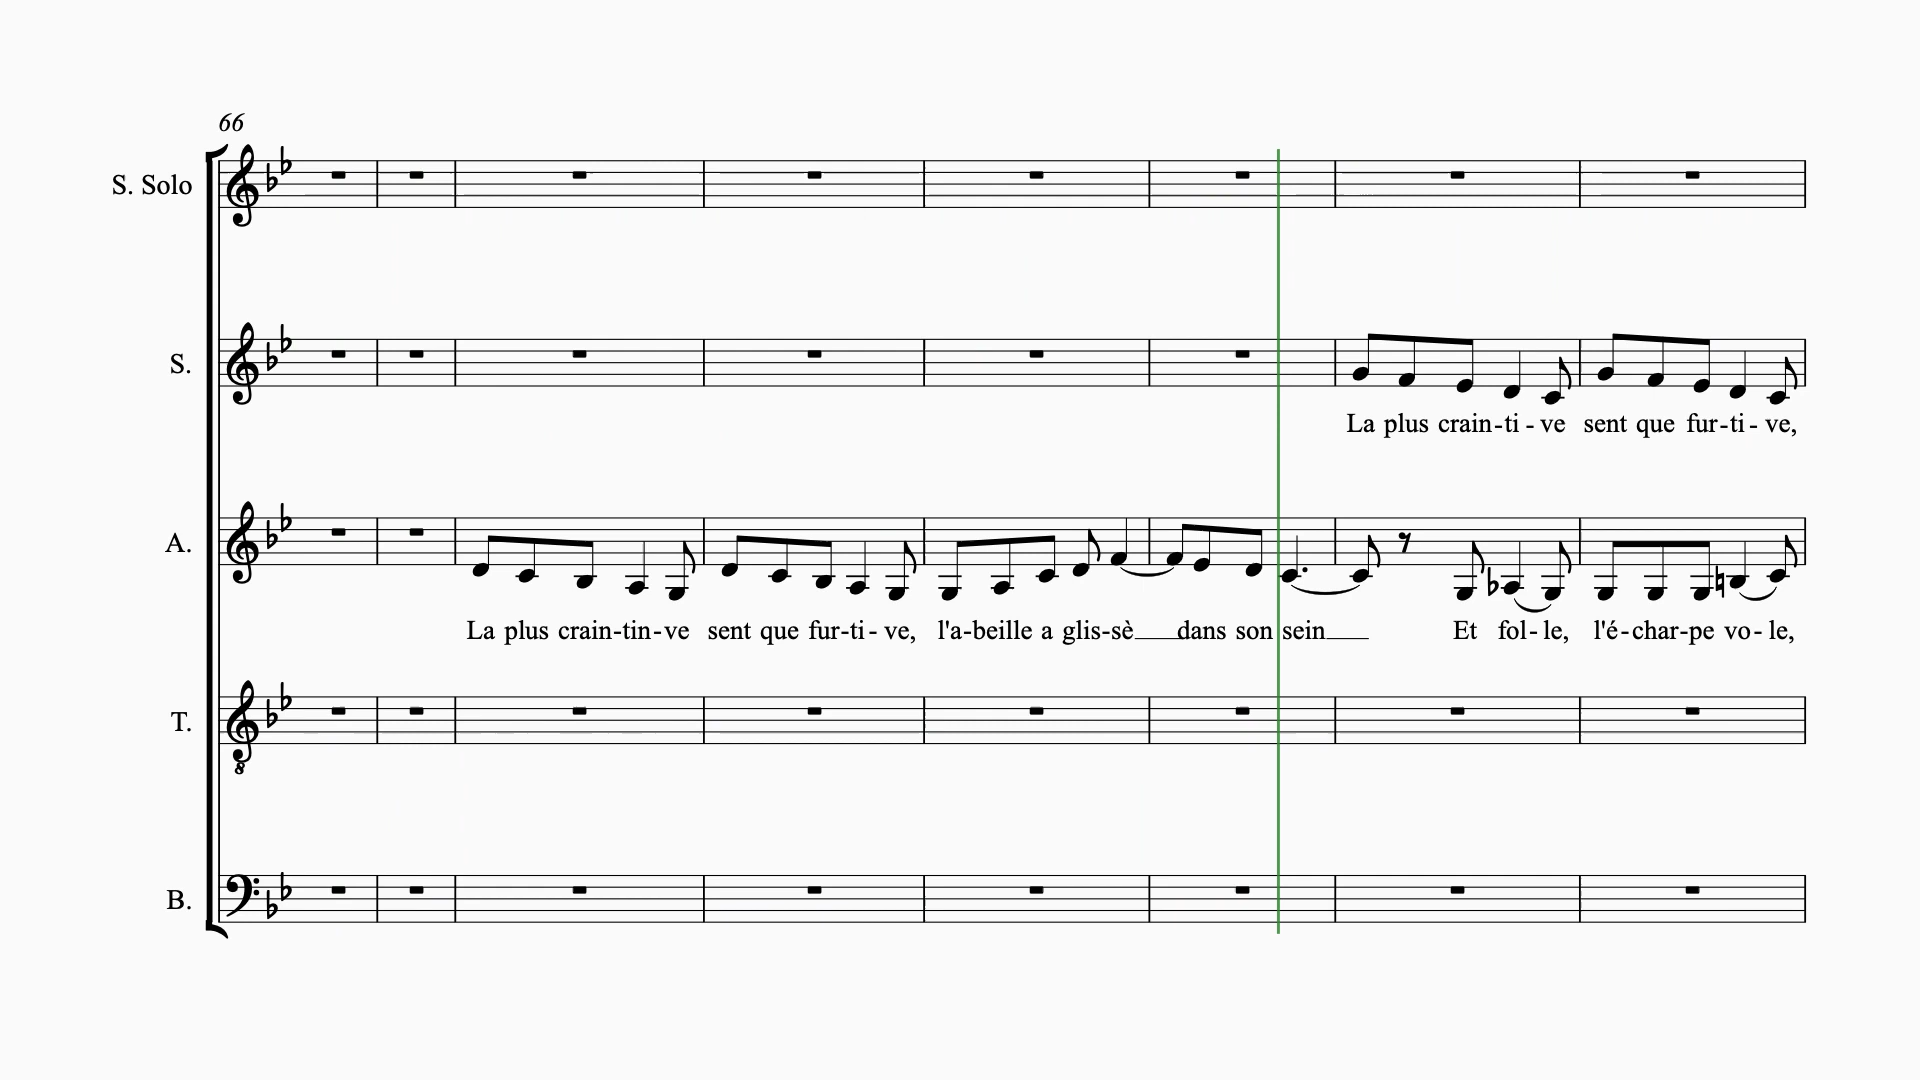 66
S. Solo
S.
La plus crain-ti-ve sent que fur-ti-ve,
A.
La plus crain-tin-ve sent que fur-ti-ve, l'a-beille a glis-sè dans son sein Et fol-le, l'é-char-pe vo-le,
T.
8
B.